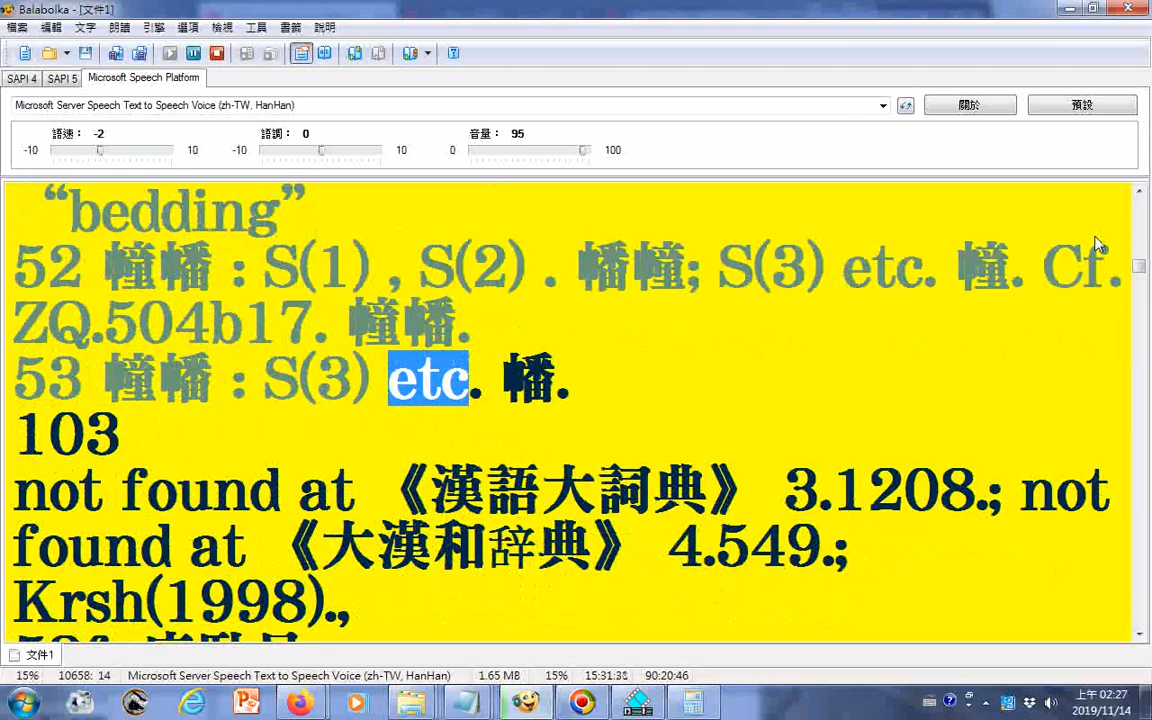 Balabolka - [文件1]
檔案 編輯 文字 朗讀 引擎 選項 檢視 工具 書籤 說明
SAPI 4 SAPI 5 Microsoft Speech Platform
Microsoft Server Speech Text to Speech Voice (zh-TW, HanHan) 關於 預設
語速： -2 語調： 0 音量： 95
-10 10 -10 10 0 100
“bedding”
52 幢幡 : S(1) , S(2) . 幡幢; S(3) etc. 幢. Cf.
ZQ.504b17. 幢幡.
53 幢幡 : S(3) etc. 幡.
103
not found at 《漢語大詞典》 3.1208.; not
found at 《大漢和辞典》 4.549.;
Krsh(1998).,
文件1
15% 10658: 14 Microsoft Server Speech Text to Speech Voice (zh-TW, HanHan) 1.65 MB 15% 15:31:31 90:20:46
上午 02:27
2019/11/14